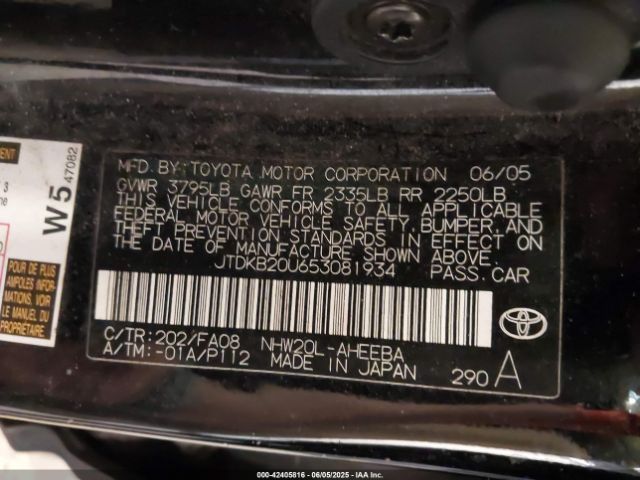 MFD. BY: TOYOTA MOTOR CORPORATION 06/05
GVWR 3795LB GAWR FR 2335LB RR 2250LB
THIS VEHICLE CONFORMS TO ALL APPLICABLE
FEDERAL MOTOR VEHICLE SAFETY, BUMPER, AND
THEFT PREVENTION STANDARDS IN EFFECT ON
THE DATE OF MANUFACTURE SHOWN ABOVE.
JTDKB20U653081934 PASS. CAR
C/TR: 202/FA08 NHW20L-AHEEBA
A/TM: -01A/P112 MADE IN JAPAN
290 A
TOYOTA
W5 47082
POUR DE PLUS
AMPLES INFOR-
MATIONS, VOIR
LE MANUEL DU
PROPRIETAIRE
000-42405816 - 06/05/2025 - IAAI.COM